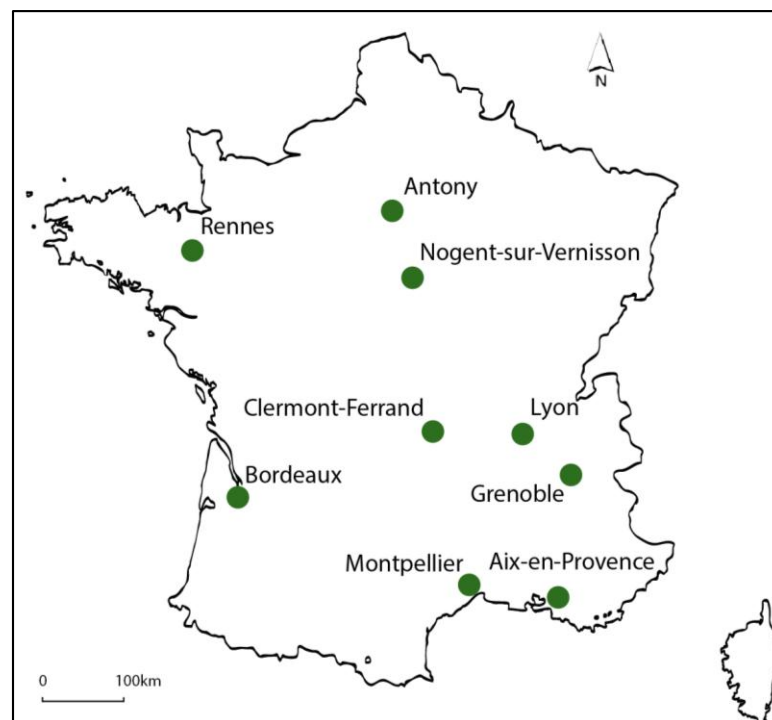 N
Antony
Rennes
Nogent-sur-Vernisson
Clermont-Ferrand
Lyon
Bordeaux
Grenoble
Montpellier
Aix-en-Provence
0 100km